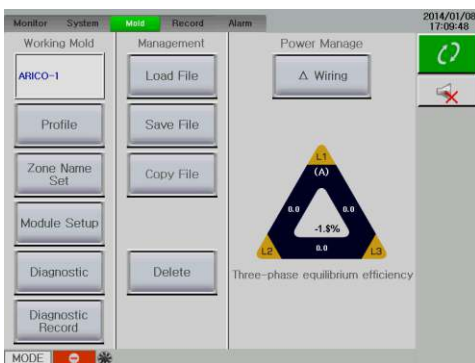 Monitor System Mold Record Alarm
2014/01/08
17:09:48
Working Mold
ARICO-1
Profile
Zone Name
Set
Module Setup
Diagnostic
Diagnostic
Record
Management
Load File
Save File
Copy File
Delete
Power Manage
Δ Wiring
L1
(A)
0.0
0.0
-1.$%
L2
0.0
L3
Three-phase equilibrium efficiency
MODE